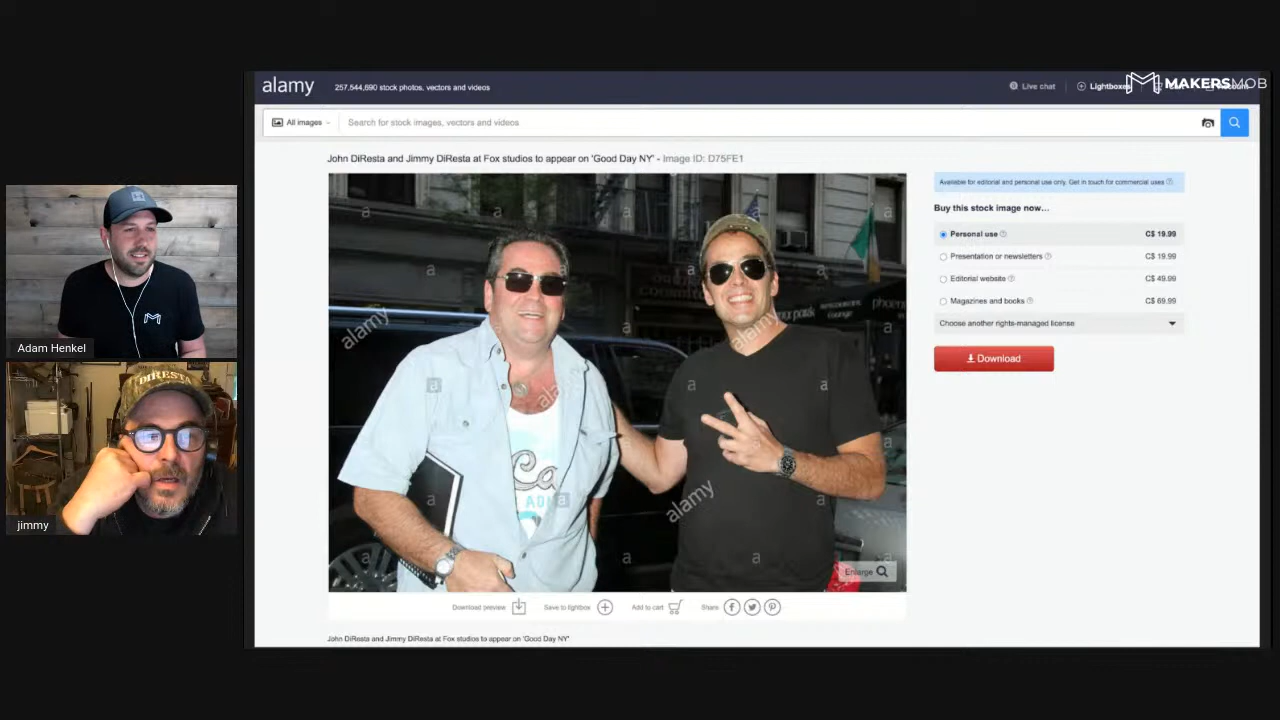 alamy
257,544,690 stock photos, vectors and videos
Live chat
Lightboxes
MAKERSMOB
All images
Search for stock images, vectors and videos
John DiResta and Jimmy DiResta at Fox studios to appear on 'Good Day NY' - Image ID: D75FE1
Available for editorial and personal use only. Get in touch for commercial uses
Buy this stock image now...
Personal use C$ 19.99
Presentation or newsletters C$ 19.99
Editorial website C$ 49.99
Magazines and books C$ 69.99
Choose another rights-managed license
Download
a a a a
a a
alamy
alamy
a a
a a
alamy
a a
a a
Ca
Adam Henkel
DiRESTA
jimmy
Enlarge
Download preview Save to lightbox Add to cart Share
John DiResta and Jimmy DiResta at Fox studios to appear on 'Good Day NY'